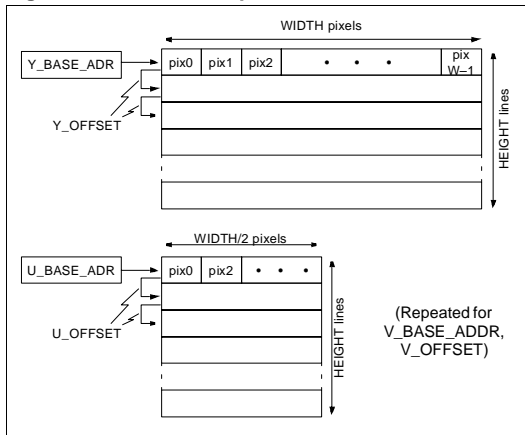 WIDTH pixels
Y_BASE_ADR
pix0 pix1 pix2 • • • pix W–1
Y_OFFSET
HEIGHT lines
WIDTH/2 pixels
U_BASE_ADR
pix0 pix2 • • •
U_OFFSET
HEIGHT lines
(Repeated for
V_BASE_ADDR,
V_OFFSET)